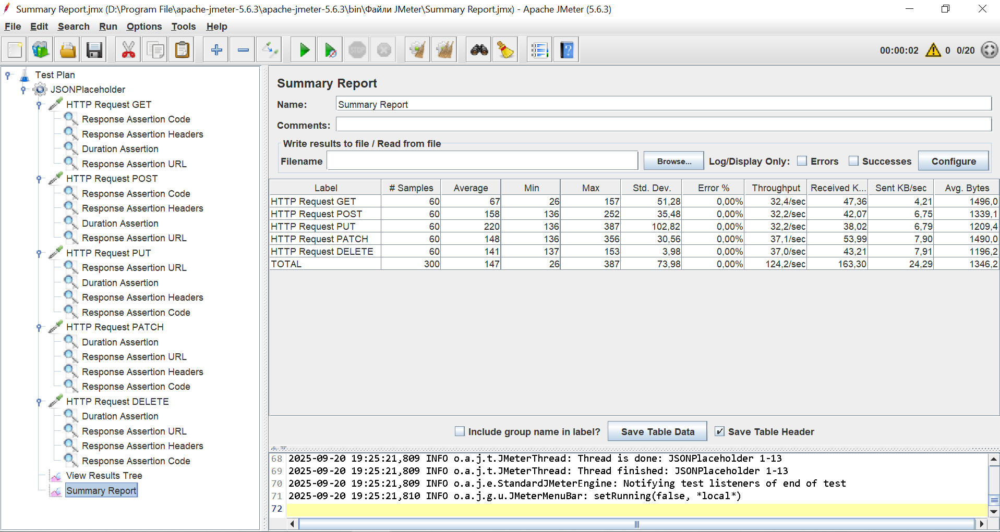 Summary Report.jmx (D:\Program File\apache-jmeter-5.6.3\apache-jmeter-5.6.3\bin\Файли JMeter\Summary Report.jmx) - Apache JMeter (5.6.3)
File Edit Search Run Options Tools Help
STOP
00:00:02 0 0/20
Test Plan
JSONPlaceholder
HTTP Request GET
Response Assertion Code
Response Assertion Headers
Duration Assertion
Response Assertion URL
HTTP Request POST
Response Assertion Code
Response Assertion Headers
Duration Assertion
Response Assertion URL
HTTP Request PUT
Response Assertion URL
Duration Assertion
Response Assertion Headers
Response Assertion Code
HTTP Request PATCH
Duration Assertion
Response Assertion URL
Response Assertion Headers
Response Assertion Code
HTTP Request DELETE
Duration Assertion
Response Assertion URL
Response Assertion Headers
Response Assertion Code
View Results Tree
Summary Report
Summary Report
Name: Summary Report
Comments:
Write results to file / Read from file
Filename Browse... Log/Display Only: Errors Successes Configure
Label # Samples Average Min Max Std. Dev. Error % Throughput Received K... Sent KB/sec Avg. Bytes
HTTP Request GET 60 67 26 157 51,28 0,00% 32,4/sec 47,36 4,21 1496,0
HTTP Request POST 60 158 136 252 35,48 0,00% 32,2/sec 42,07 6,75 1339,1
HTTP Request PUT 60 220 136 387 102,82 0,00% 32,2/sec 38,02 6,79 1209,4
HTTP Request PATCH 60 148 136 356 30,56 0,00% 37,1/sec 53,99 7,90 1490,0
HTTP Request DELETE 60 141 137 153 3,98 0,00% 37,0/sec 43,21 7,91 1196,2
TOTAL 300 147 26 387 73,98 0,00% 124,2/sec 163,30 24,29 1346,2
Include group name in label? Save Table Data Save Table Header
68 2025-09-20 19:25:21,809 INFO o.a.j.t.JMeterThread: Thread is done: JSONPlaceholder 1-13
69 2025-09-20 19:25:21,809 INFO o.a.j.t.JMeterThread: Thread finished: JSONPlaceholder 1-13
70 2025-09-20 19:25:21,809 INFO o.a.j.e.StandardJMeterEngine: Notifying test listeners of end of test
71 2025-09-20 19:25:21,810 INFO o.a.j.g.u.JMeterMenuBar: setRunning(false, *local*)
72